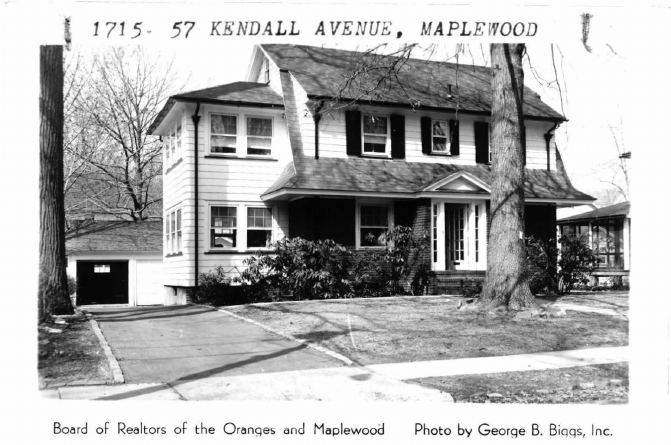 1715- 57 KENDALL AVENUE, MAPLEWOOD
Board of Realtors of the Oranges and Maplewood Photo by George B. Biggs, Inc.